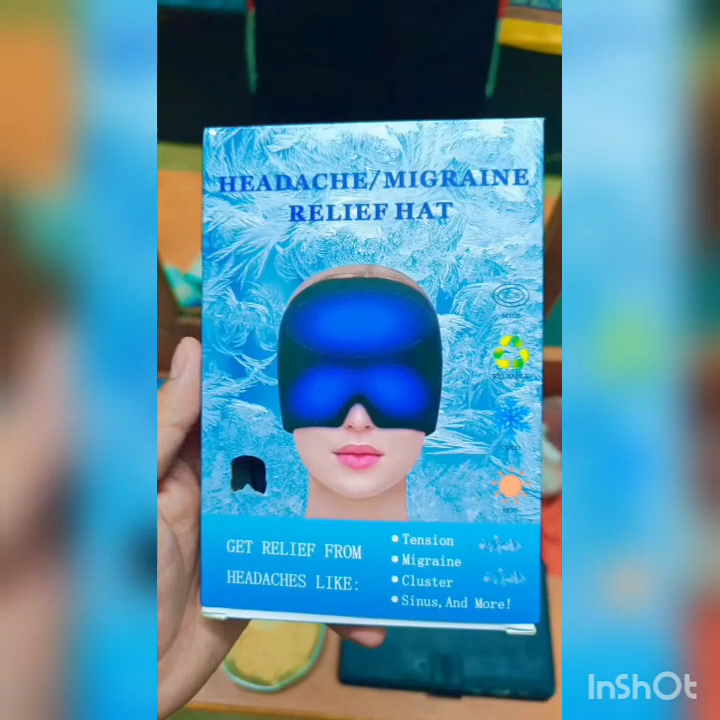 HEADACHE/MIGRAINE
RELIEF HAT
GET RELIEF FROM
HEADACHES LIKE:
• Tension
• Migraine
• Cluster
• Sinus, And More!
InShOt